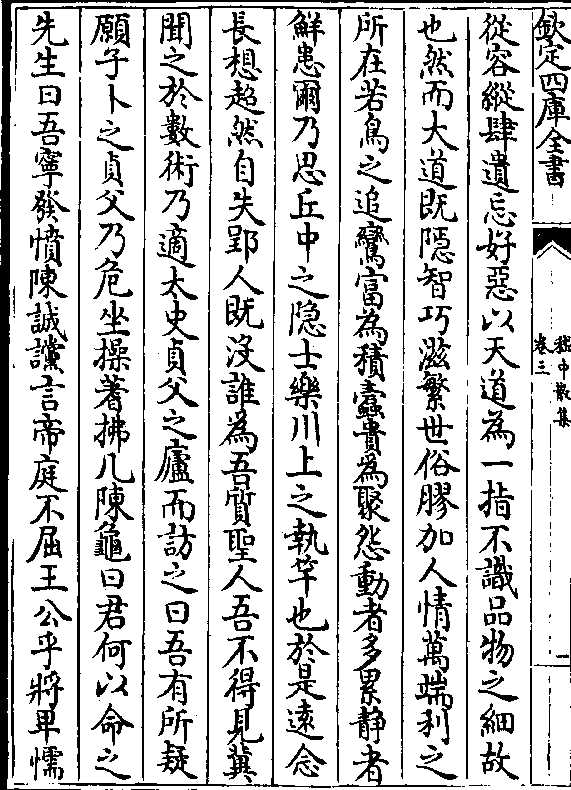 欽定四庫全書
嵇中散集
卷三
一
從容縱肆遺忘好惡以天道為一指不識品物之細故
也然而大道既隱智巧滋繁世俗膠加人情萬端利之
所在若鳥之追鸞富為積蠹貴為聚怨動者多累静者
鮮患爾乃思丘中之隐士樂川上之執竿也於是遠念
長想超然自失郢人既沒誰為吾質聖人吾不得見冀
聞之於數術乃適太史貞父之廬而訪之曰吾有所疑
願子卜之貞父乃危坐操蓍拂几陳龜曰君何以命之
先生曰吾寧發憤陳誠讜言帝庭不屈王公乎將卑懦